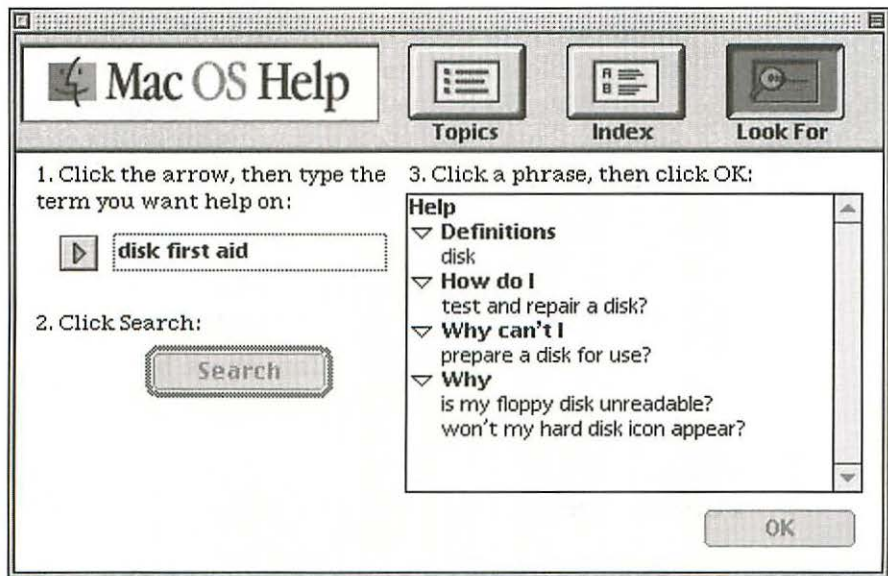 Mac OS Help
Topics
Index
Look For
1. Click the arrow, then type the
term you want help on:
disk first aid
2. Click Search:
Search
3. Click a phrase, then click OK:
Help
Definitions
disk
How do I
test and repair a disk?
Why can't I
prepare a disk for use?
Why
is my floppy disk unreadable?
won't my hard disk icon appear?
OK